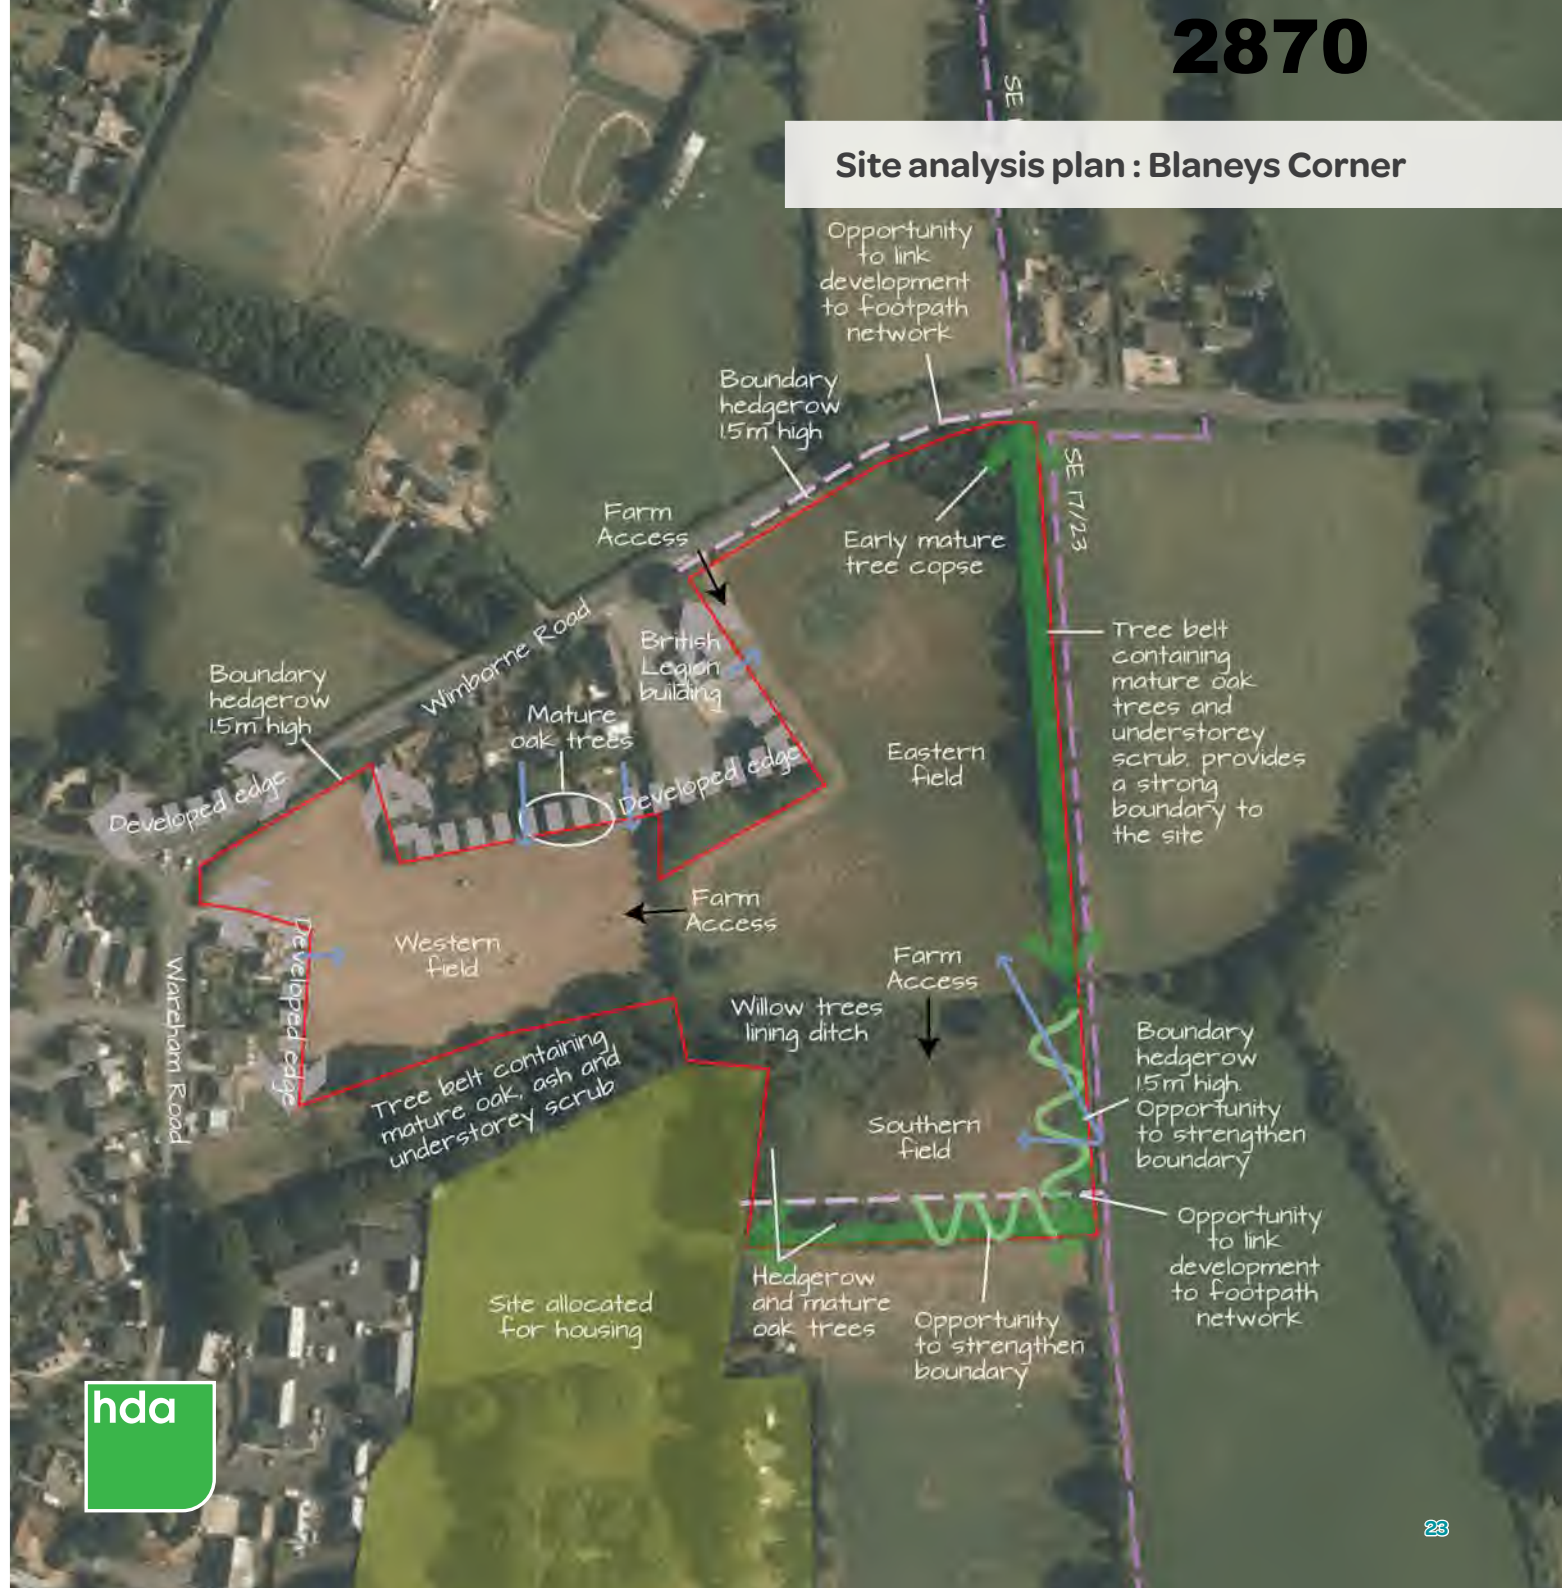 2870
SE
Site analysis plan : Blaneys Corner
Opportunity
to link
development
to footpath
network
Boundary
hedgerow
1.5m high
Farm
Access
Early mature
tree copse
SE 17/23
Wimborne Road
British
Legion
building
Boundary
hedgerow
1.5m high
Mature
oak trees
Tree belt
containing
mature oak
trees and
understorey
scrub. provides
a strong
boundary to
the site
Eastern
field
Developed edge
Developed edge
Farm
Access
Western
field
Developed edge
Wareham Road
Farm
Access
Willow trees
lining ditch
Tree belt containing
mature oak, ash and
understorey scrub
Boundary
hedgerow
1.5m high.
Opportunity
to strengthen
boundary
Southern
field
Opportunity
to link
development
to footpath
network
Hedgerow
and mature
oak trees
Opportunity
to strengthen
boundary
Site allocated
for housing
hda
23